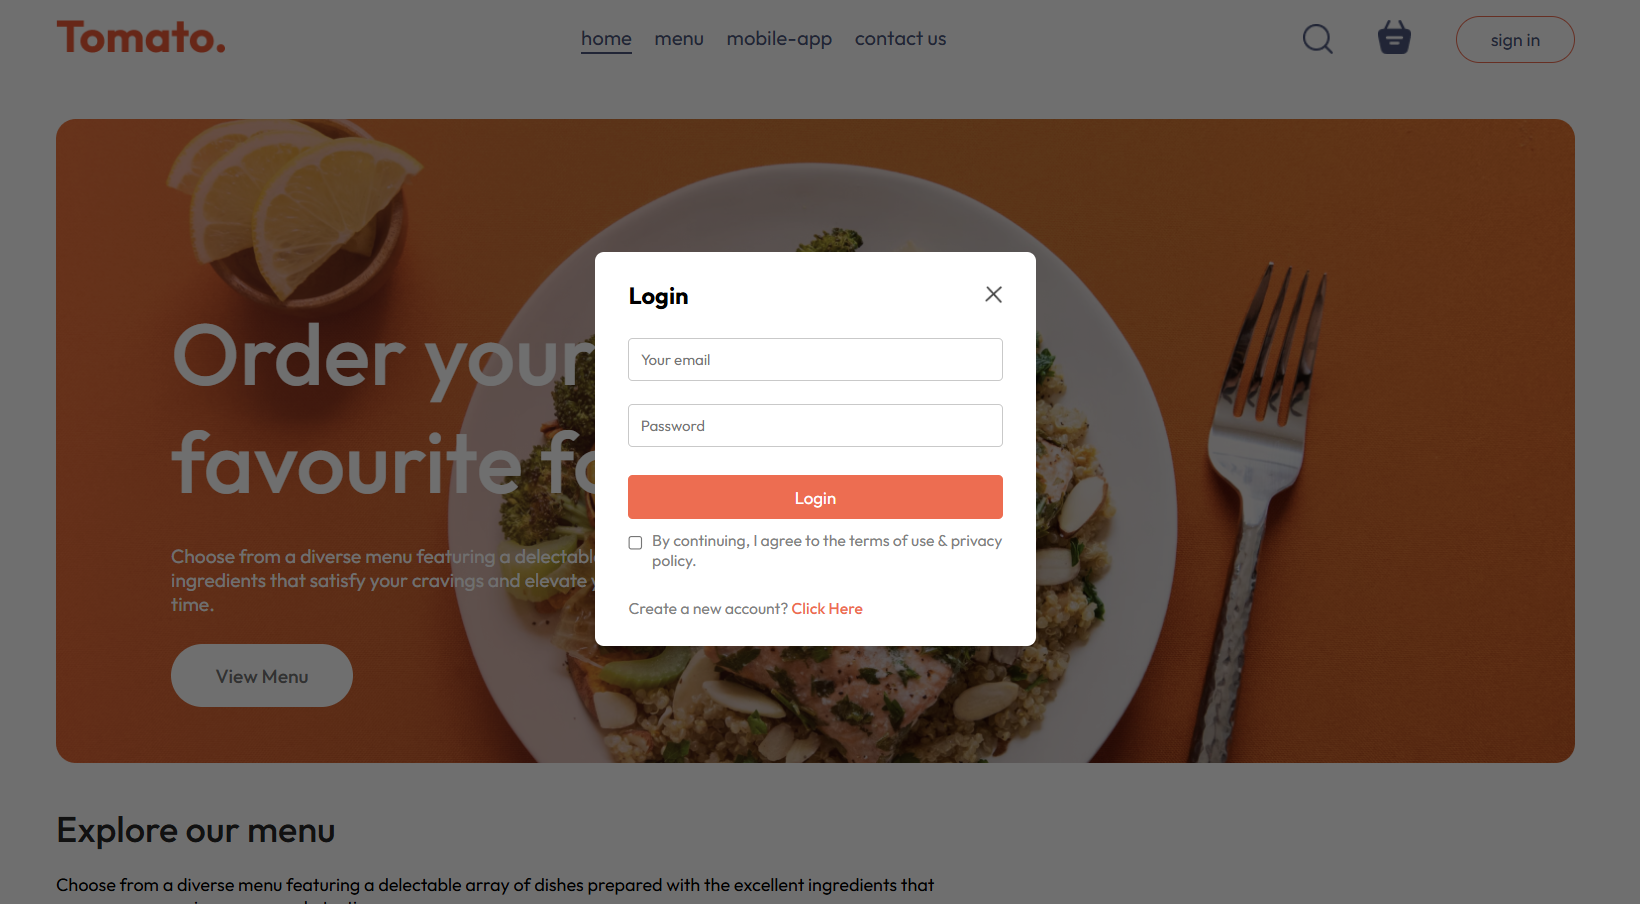 Tomato.
home menu mobile-app contact us
sign in
Order your
favourite fo
Choose from a diverse menu featuring a delectable
ingredients that satisfy your cravings and elevate
time.
View Menu
Login
Your email
Password
Login
By continuing, I agree to the terms of use & privacy
policy.
Create a new account? Click Here
Explore our menu
Choose from a diverse menu featuring a delectable array of dishes prepared with the excellent ingredients that